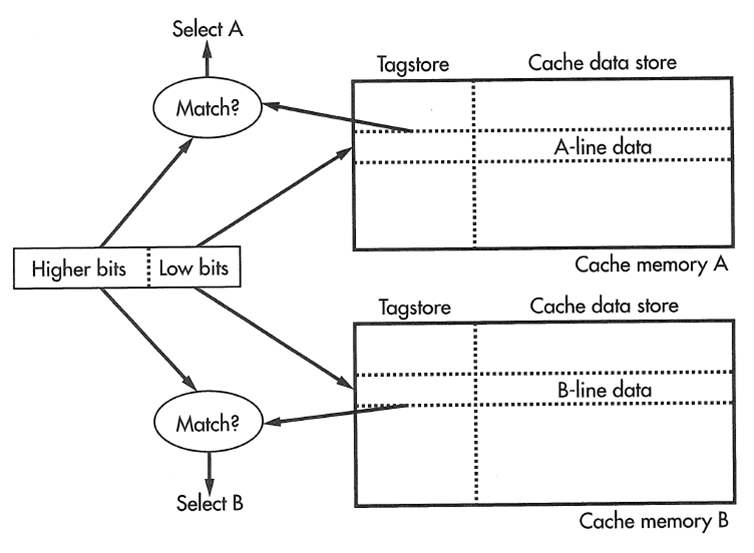 Select A
Tagstore
Cache data store
Match?
A-line data
Higher bits
Low bits
Cache memory A
Tagstore
Cache data store
B-line data
Match?
Select B
Cache memory B